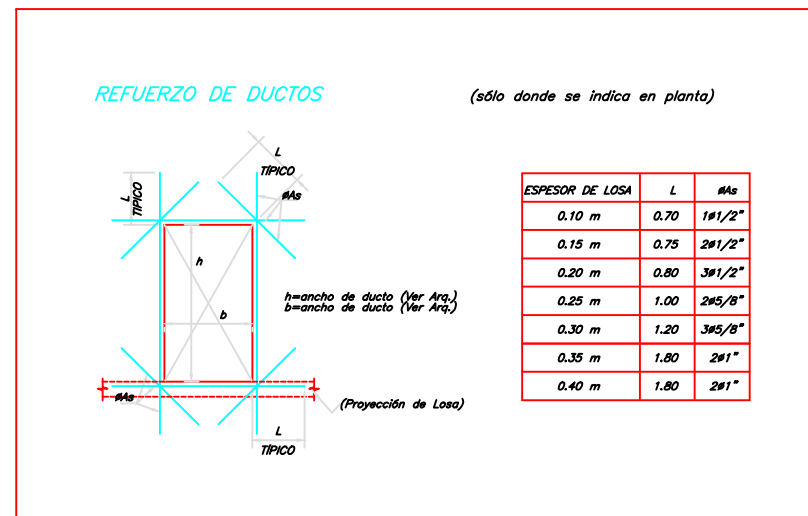 REFUERZO DE DUCTOS
(sólo donde se indica en planta)
L
TÍPICO
L
TÍPICO
øAs
h
b
h=ancho de ducto (Ver Arq.)
b=ancho de ducto (Ver Arq.)
øAs
(Proyección de Losa)
L
TÍPICO
ESPESOR DE LOSA L øAs
0.10 m 0.70 1ø1/2"
0.15 m 0.75 2ø1/2"
0.20 m 0.80 3ø1/2"
0.25 m 1.00 2ø5/8"
0.30 m 1.20 3ø5/8"
0.35 m 1.80 2ø1"
0.40 m 1.80 2ø1"